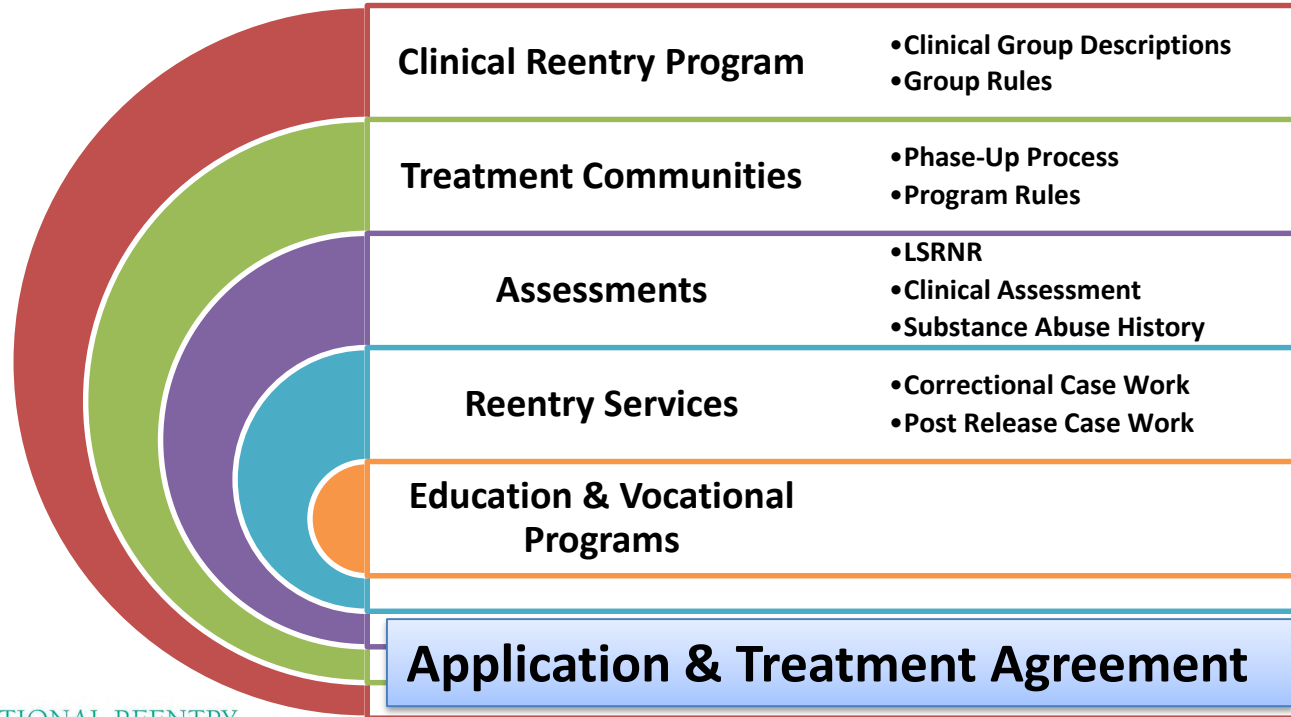 Clinical Reentry Program
•Clinical Group Descriptions
•Group Rules
Treatment Communities
•Phase-Up Process
•Program Rules
Assessments
•LSRNR
•Clinical Assessment
•Substance Abuse History
Reentry Services
•Correctional Case Work
•Post Release Case Work
Education & Vocational
Programs
Application & Treatment Agreement
REENTRY